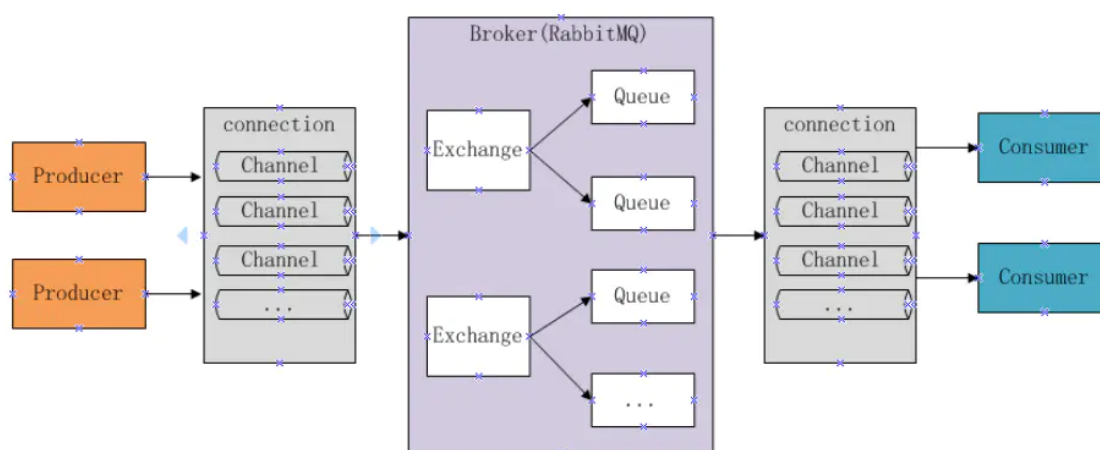 Broker(RabbitMQ)
Producer
Producer
connection
Channel
Channel
Channel
...
Exchange
Queue
Queue
Exchange
Queue
...
connection
Channel
Channel
Channel
...
Consumer
Consumer